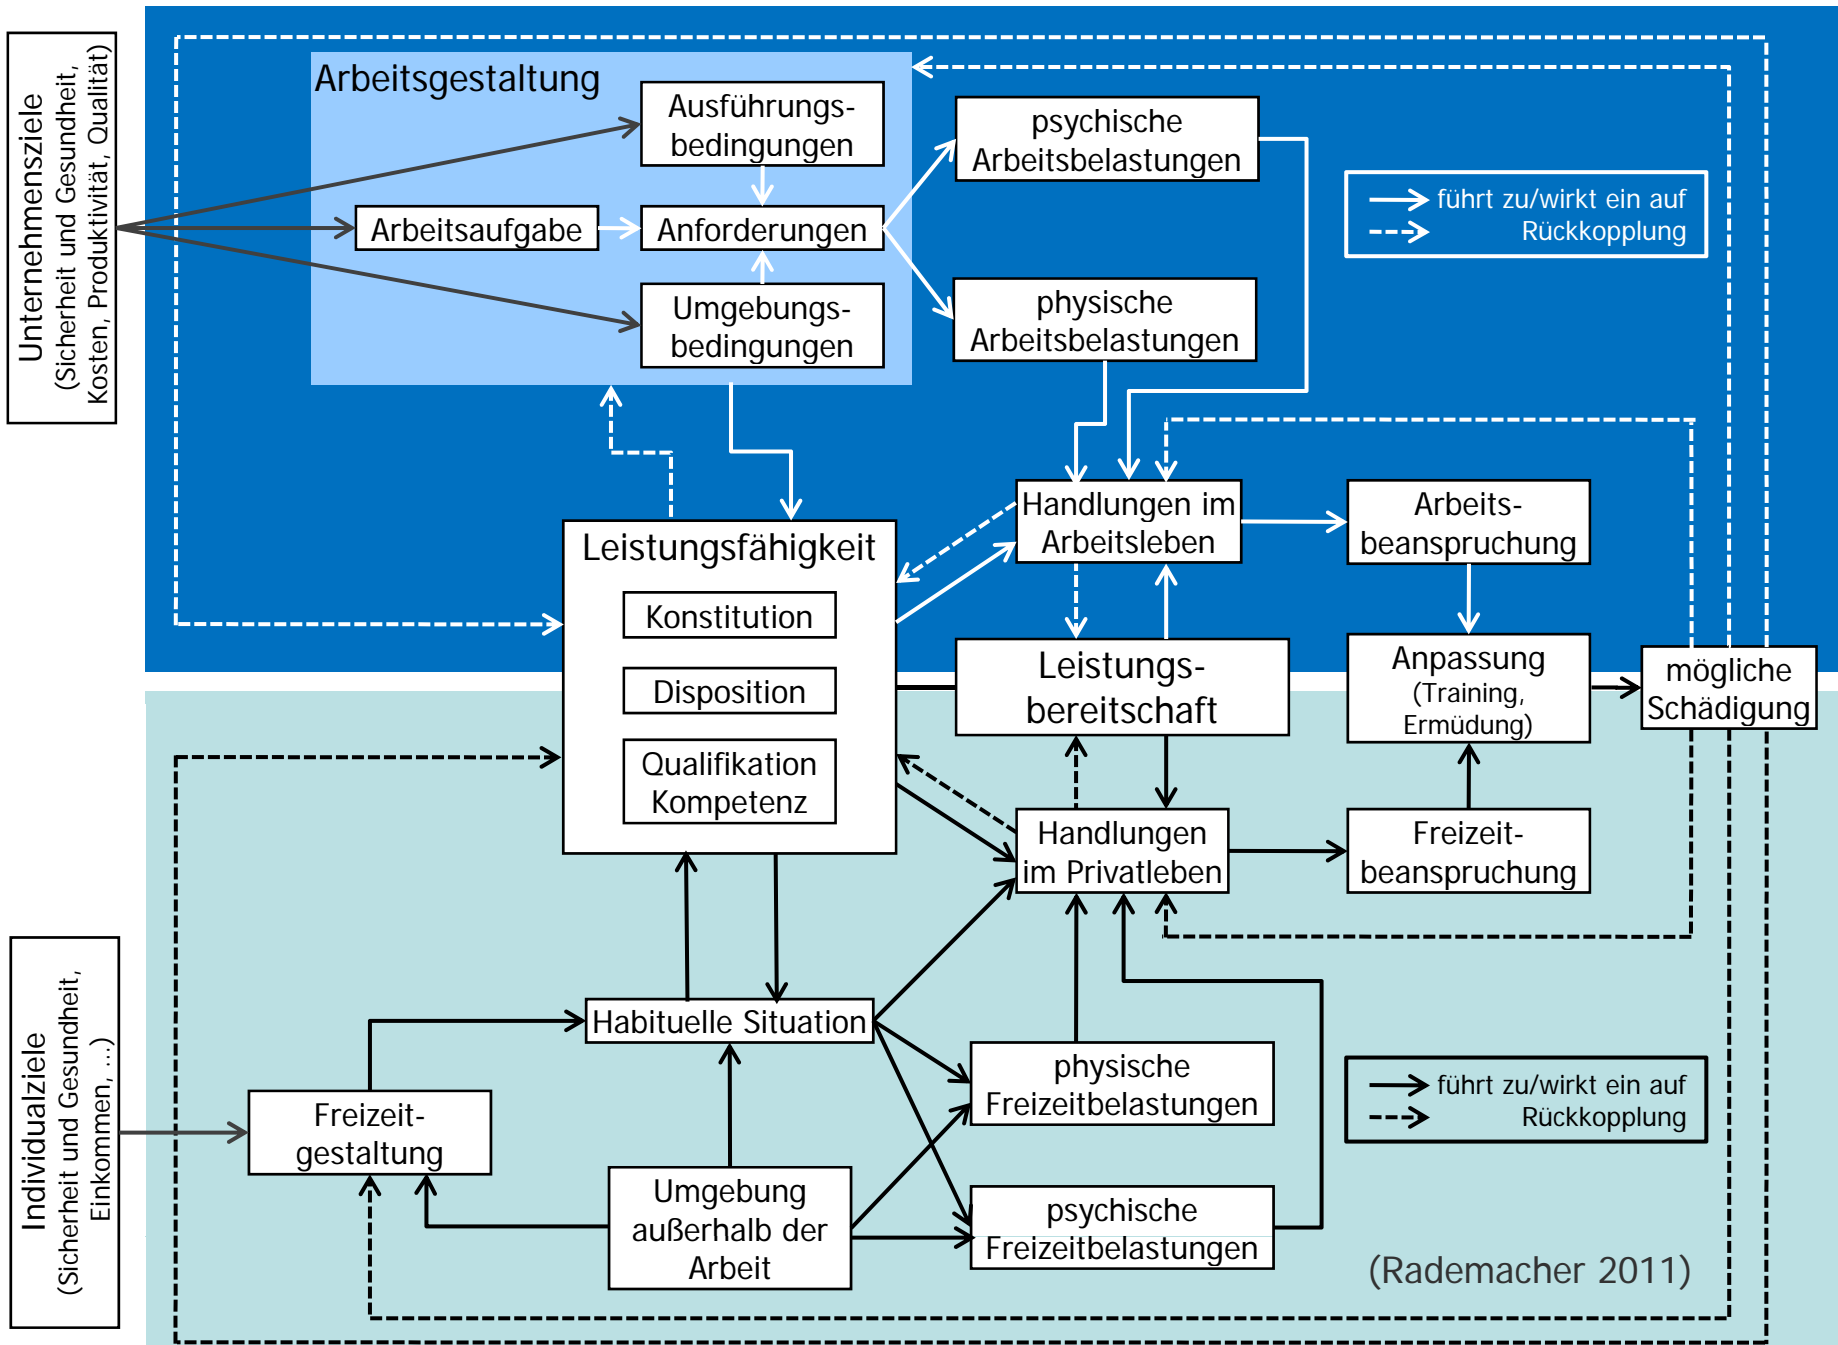 Unternehmensziele
(Sicherheit und Gesundheit,
Kosten, Produktivität, Qualität)
Arbeitsgestaltung
Ausführungs-
bedingungen
Arbeitsaufgabe
Anforderungen
Umgebungs-
bedingungen
psychische
Arbeitsbelastungen
physische
Arbeitsbelastungen
führt zu/wirkt ein auf
Rückkopplung
Leistungsfähigkeit
Konstitution
Disposition
Qualifikation
Kompetenz
Handlungen im
Arbeitsleben
Arbeits-
beanspruchung
Leistungs-
bereitschaft
Anpassung
(Training,
Ermüdung)
mögliche
Schädigung
Handlungen
im Privatleben
Freizeit-
beanspruchung
Individualziele
(Sicherheit und Gesundheit,
Einkommen, ...)
Habituelle Situation
Freizeit-
gestaltung
Umgebung
außerhalb der
Arbeit
physische
Freizeitbelastungen
psychische
Freizeitbelastungen
führt zu/wirkt ein auf
Rückkopplung
(Rademacher 2011)